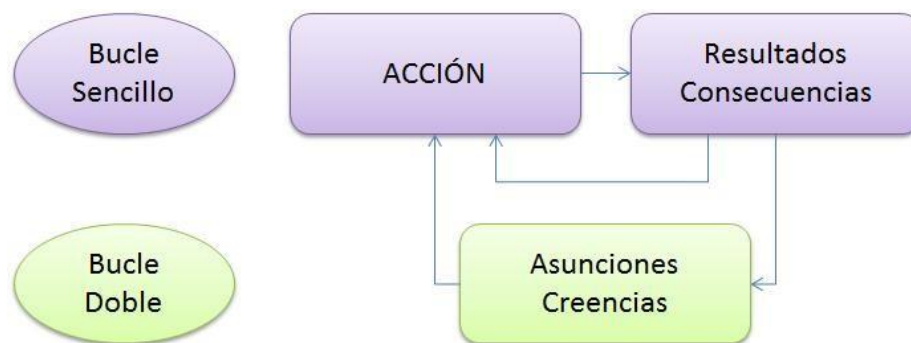 Bucle
Sencillo
ACCIÓN
Resultados
Consecuencias
Bucle
Doble
Asunciones
Creencias